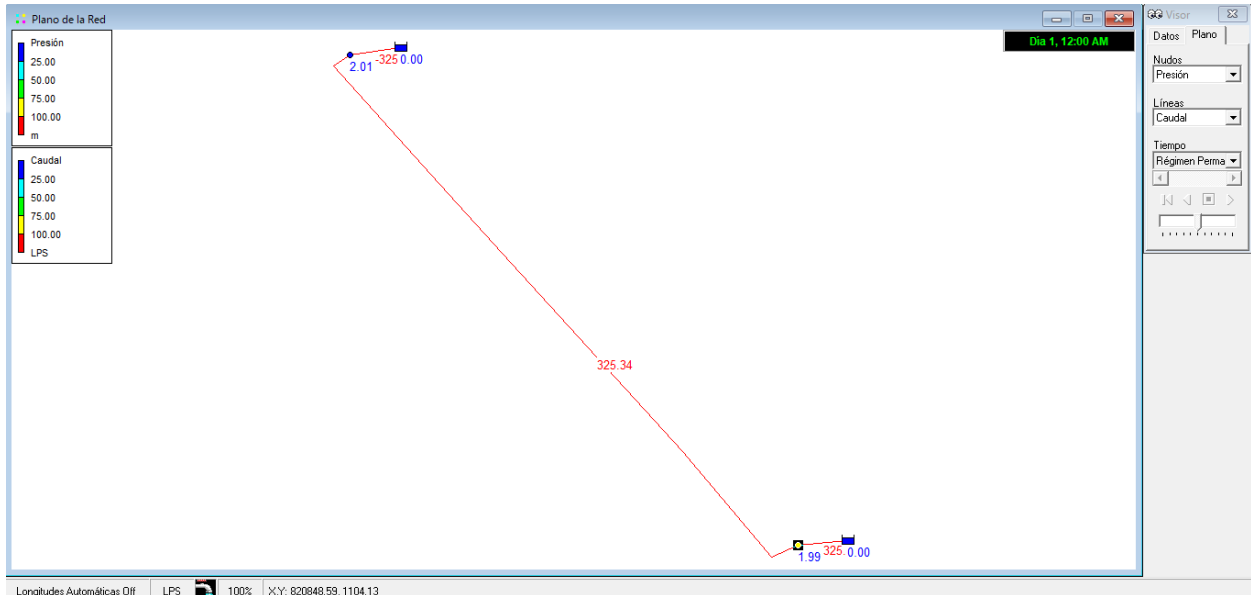 Plano de la Red
Presión
25.00
50.00
75.00
100.00
m
Caudal
25.00
50.00
75.00
100.00
LPS
2.01
-325
0.00
325.34
1.99
325.
0.00
Día 1, 12:00 AM
Visor
Datos
Plano
Nudos
Presión
Líneas
Caudal
Tiempo
Régimen Perma
Longitudes Automáticas Off
LPS
100%
X,Y: 820848.59, 1104.13